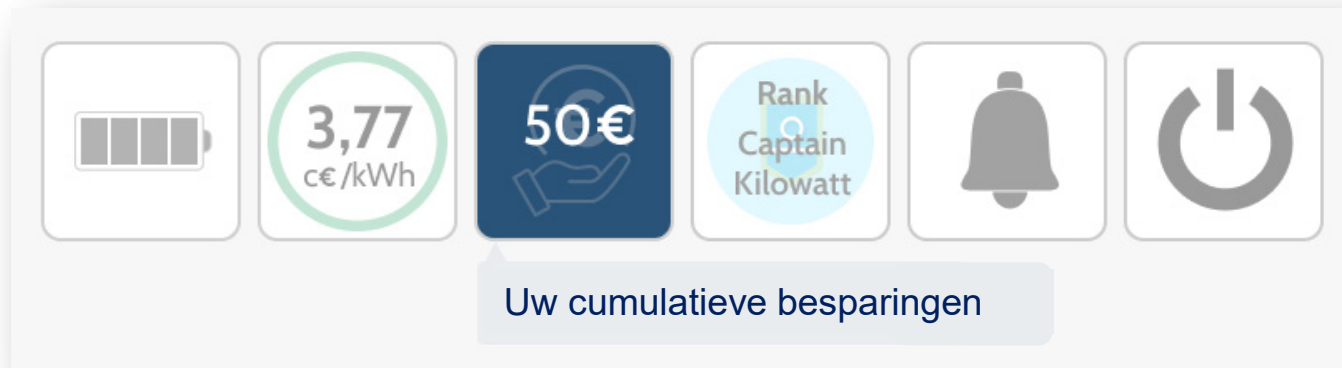 3,77
c€/kWh
50€
Rank
Captain
Kilowatt
Uw cumulatieve besparingen